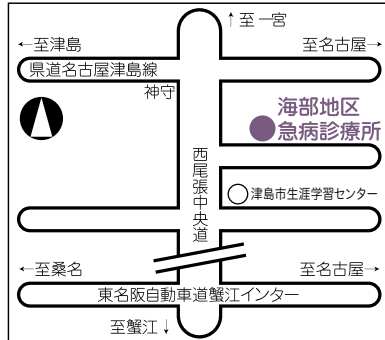 ↑至一宮
←至津島
至名古屋→
県道名古屋津島線
神守
海部地区
急病診療所
西尾張中央道
津島市生涯学習センター
←至桑名
至名古屋→
東名阪自動車道蟹江インター
至蟹江↓